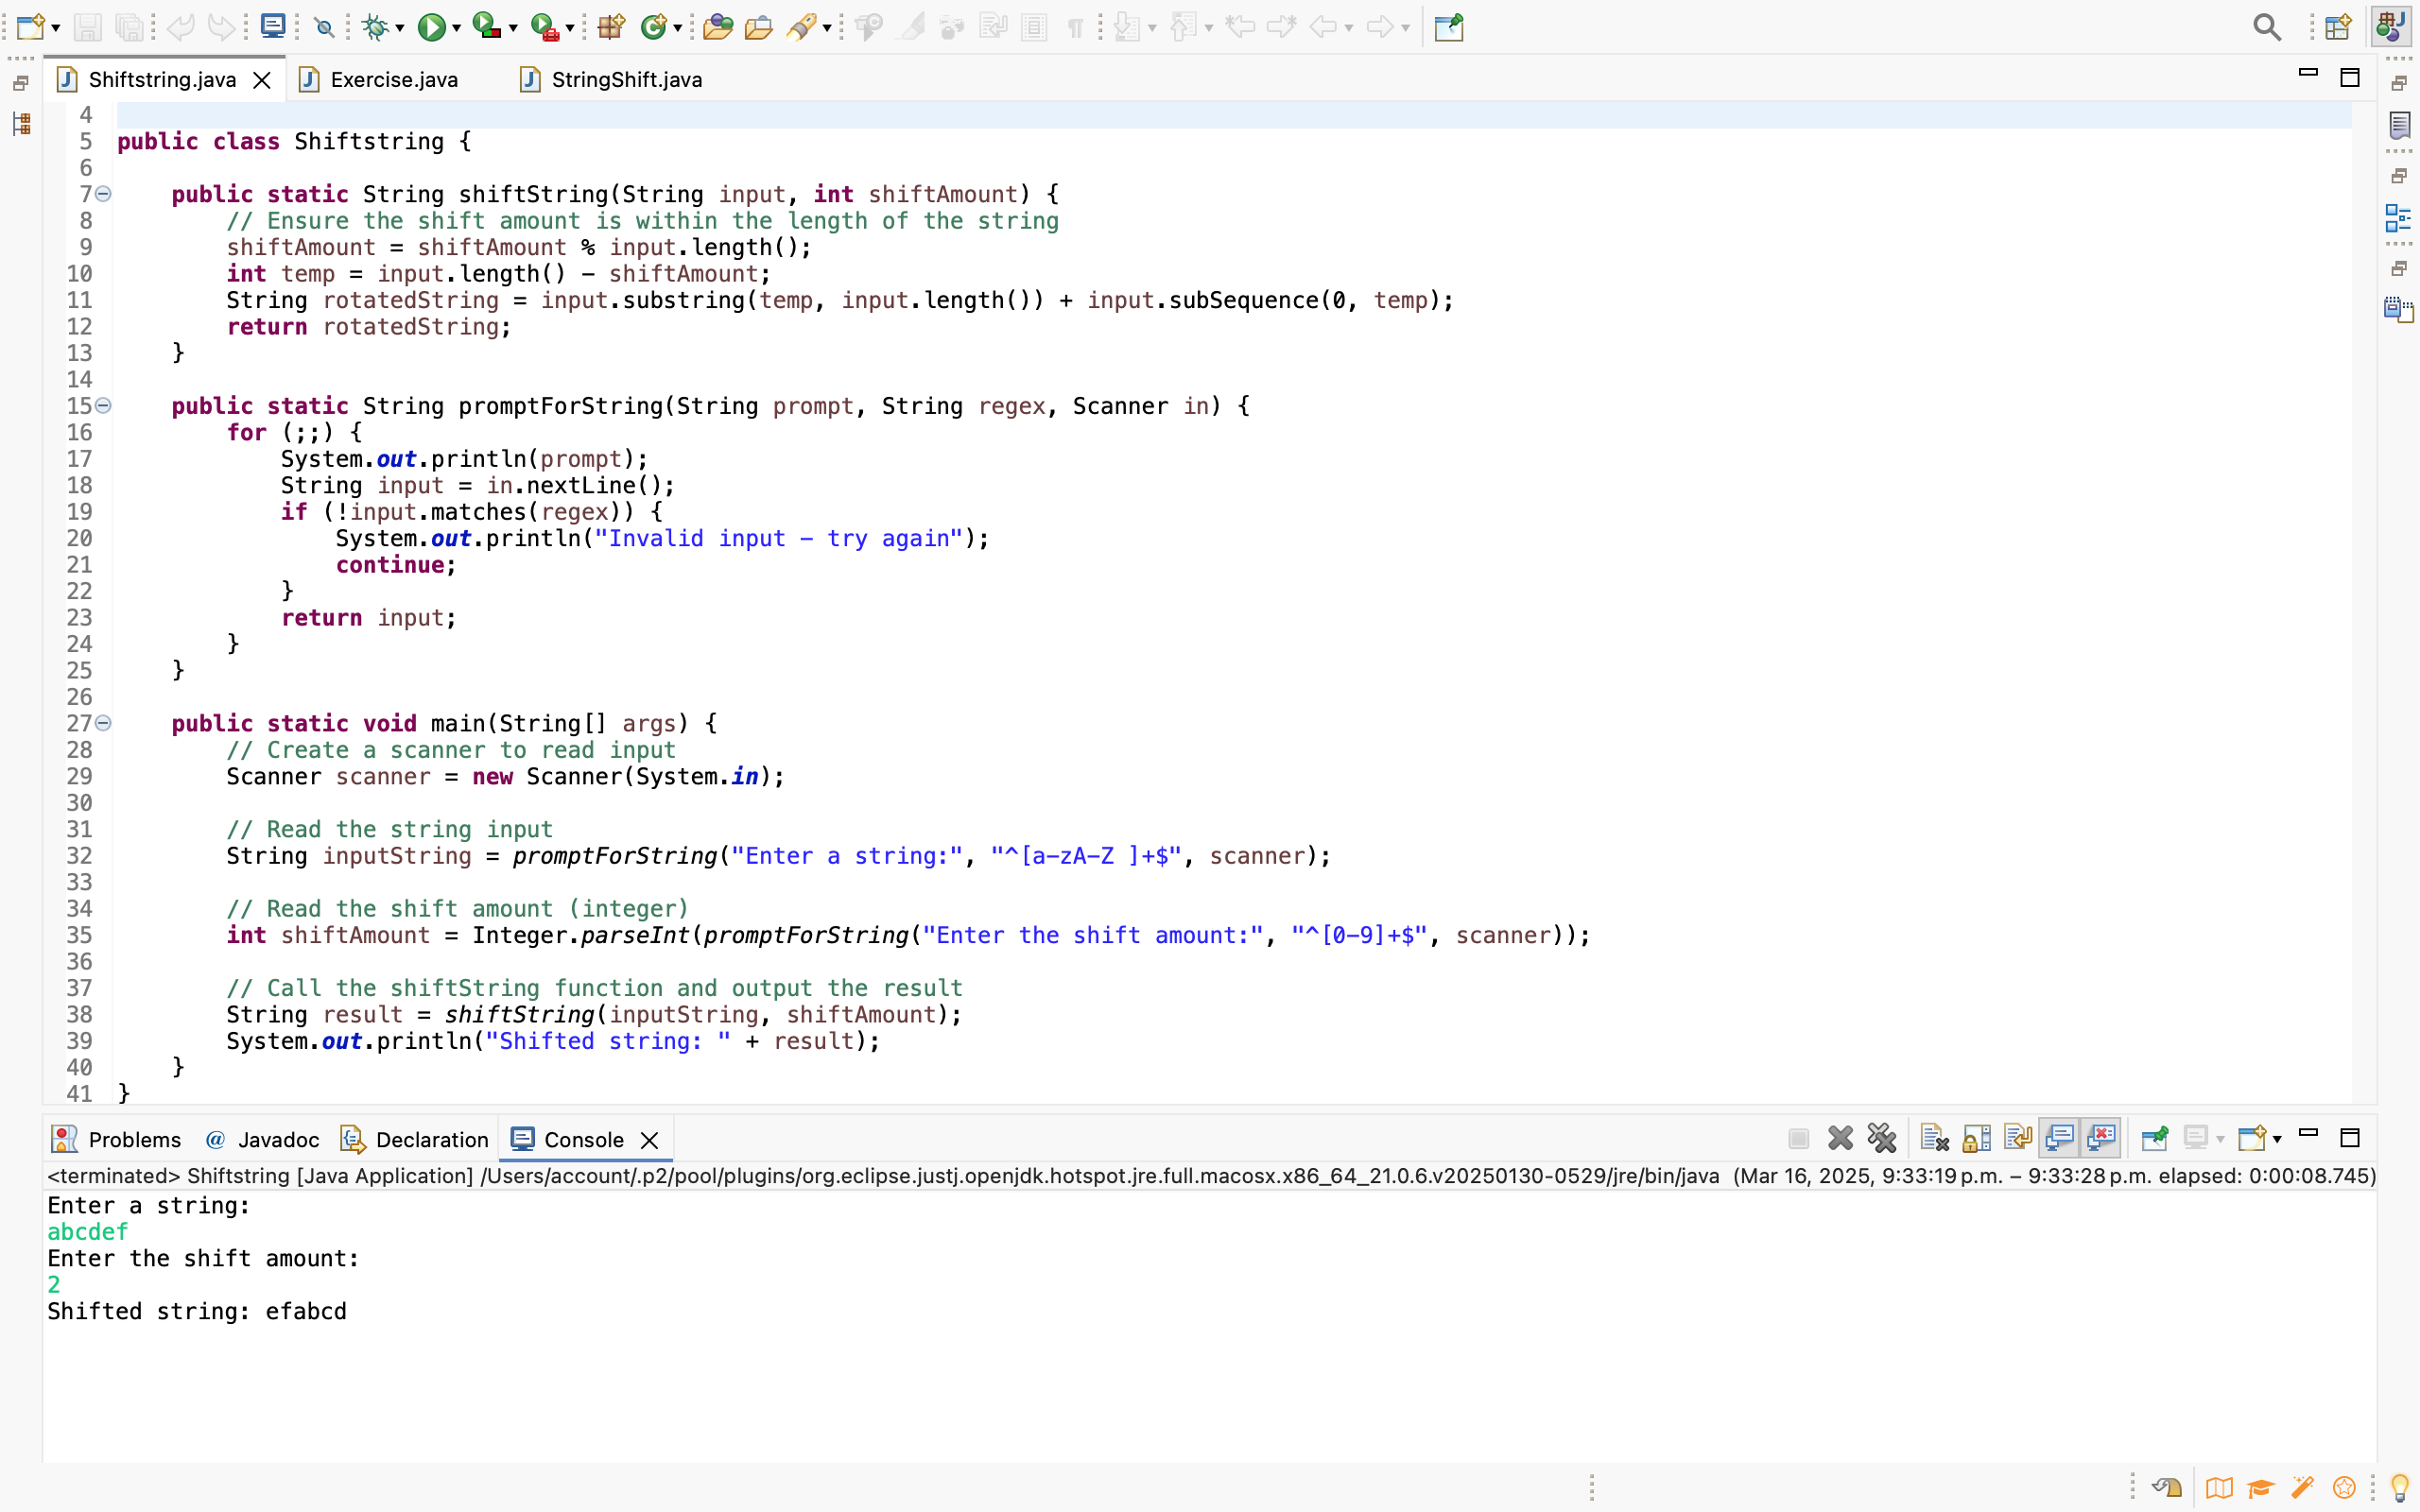 Shiftstring.java Exercise.java StringShift.java
4
5 public class Shiftstring {
6
7 public static String shiftString(String input, int shiftAmount) {
8 // Ensure the shift amount is within the length of the string
9 shiftAmount = shiftAmount % input.length();
10 int temp = input.length() - shiftAmount;
11 String rotatedString = input.substring(temp, input.length()) + input.subSequence(0, temp);
12 return rotatedString;
13 }
14
15 public static String promptForString(String prompt, String regex, Scanner in) {
16 for (;;) {
17 System.out.println(prompt);
18 String input = in.nextLine();
19 if (!input.matches(regex)) {
20 System.out.println("Invalid input - try again");
21 continue;
22 }
23 return input;
24 }
25 }
26
27 public static void main(String[] args) {
28 // Create a scanner to read input
29 Scanner scanner = new Scanner(System.in);
30
31 // Read the string input
32 String inputString = promptForString("Enter a string:", "^[a-zA-Z ]+$", scanner);
33
34 // Read the shift amount (integer)
35 int shiftAmount = Integer.parseInt(promptForString("Enter the shift amount:", "^[0-9]+$", scanner));
36
37 // Call the shiftString function and output the result
38 String result = shiftString(inputString, shiftAmount);
39 System.out.println("Shifted string: " + result);
40 }
41 }
Problems Javadoc Declaration Console
<terminated> Shiftstring [Java Application] /Users/account/.p2/pool/plugins/org.eclipse.justj.openjdk.hotspot.jre.full.macosx.x86_64_21.0.6.v20250130-0529/jre/bin/java (Mar 16, 2025, 9:33:19 p.m. – 9:33:28 p.m. elapsed: 0:00:08.745)
Enter a string:
abcdef
Enter the shift amount:
2
Shifted string: efabcd